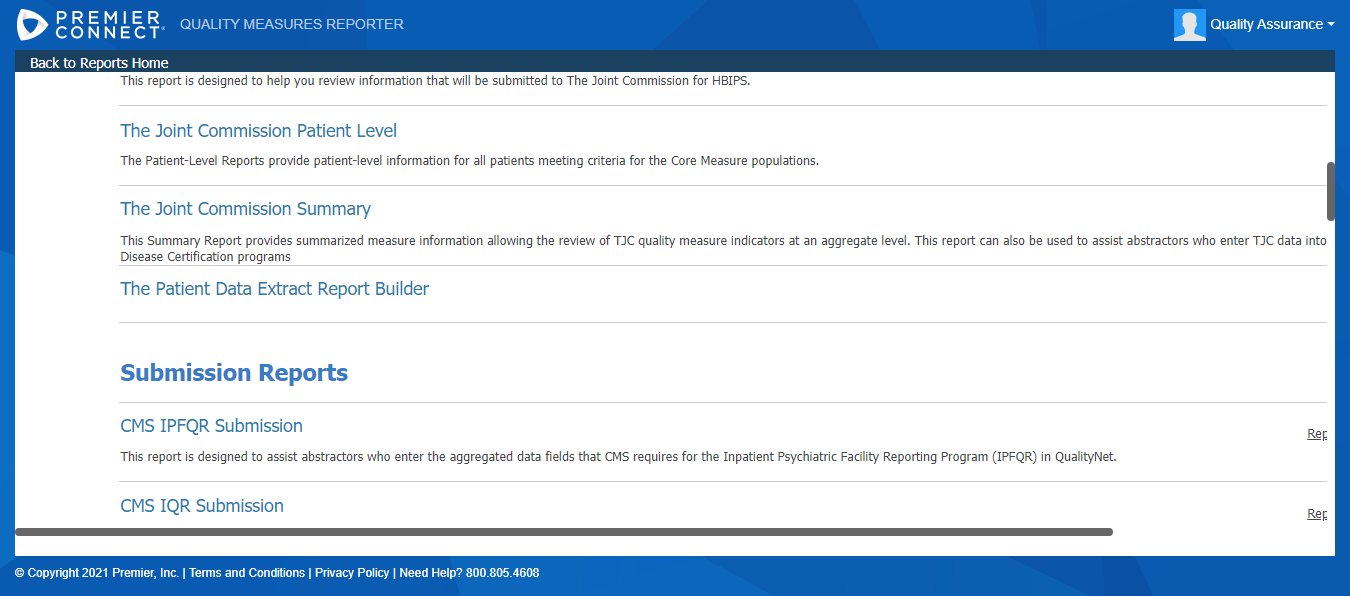 PREMIER CONNECT® QUALITY MEASURES REPORTER
Quality Assurance
Back to Reports Home
This report is designed to help you review information that will be submitted to The Joint Commission for HBIPS.
The Joint Commission Patient Level
The Patient-Level Reports provide patient-level information for all patients meeting criteria for the Core Measure populations.
The Joint Commission Summary
This Summary Report provides summarized measure information allowing the review of TJC quality measure indicators at an aggregate level. This report can also be used to assist abstractors who enter TJC data into
Disease Certification programs
The Patient Data Extract Report Builder
Submission Reports
CMS IPFQR Submission
Rep
This report is designed to assist abstractors who enter the aggregated data fields that CMS requires for the Inpatient Psychiatric Facility Reporting Program (IPFQR) in QualityNet.
CMS IQR Submission
Rep
© Copyright 2021 Premier, Inc. | Terms and Conditions | Privacy Policy | Need Help? 800.805.4608